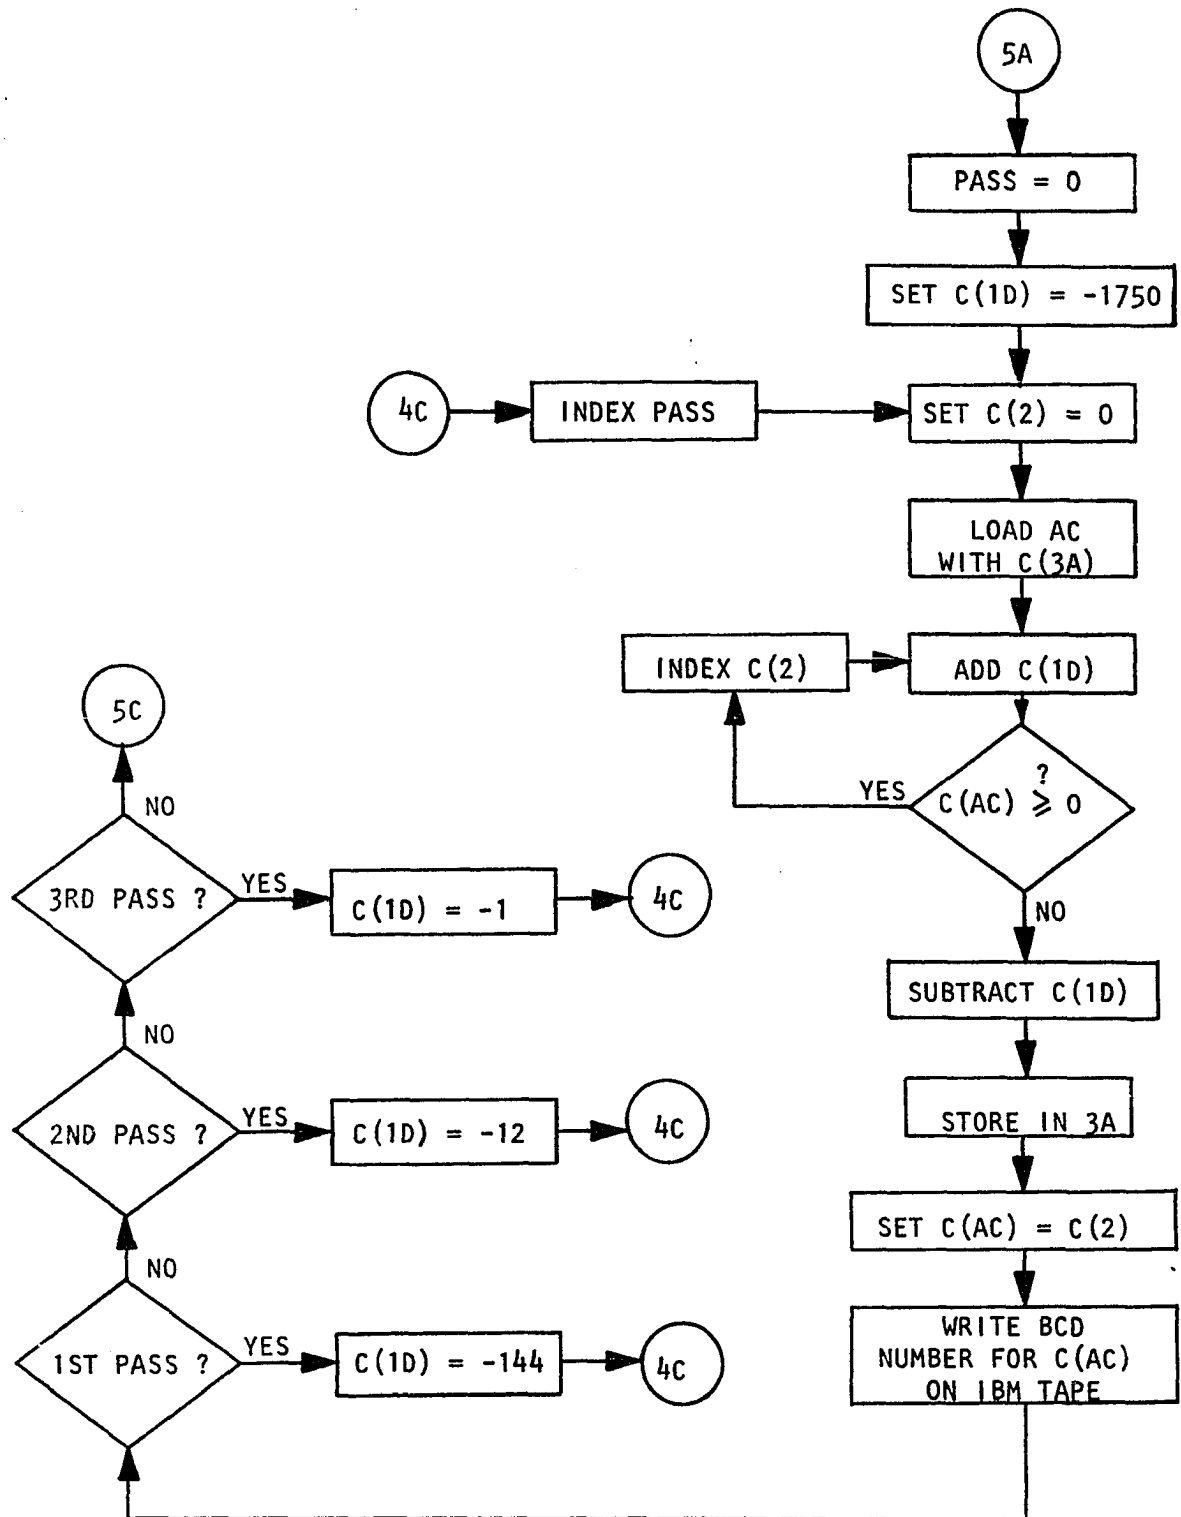 5A
PASS = 0
SET C(1D) = -1750
4C
INDEX PASS
SET C(2) = 0
LOAD AC
WITH C(3A)
INDEX C(2)
ADD C(1D)
?
YES
C(AC) ⩾ 0
NO
SUBTRACT C(1D)
STORE IN 3A
SET C(AC) = C(2)
WRITE BCD
NUMBER FOR C(AC)
ON IBM TAPE
5C
NO
3RD PASS ?
YES
C(1D) = -1
4C
NO
2ND PASS ?
YES
C(1D) = -12
4C
NO
1ST PASS ?
YES
C(1D) = -144
4C